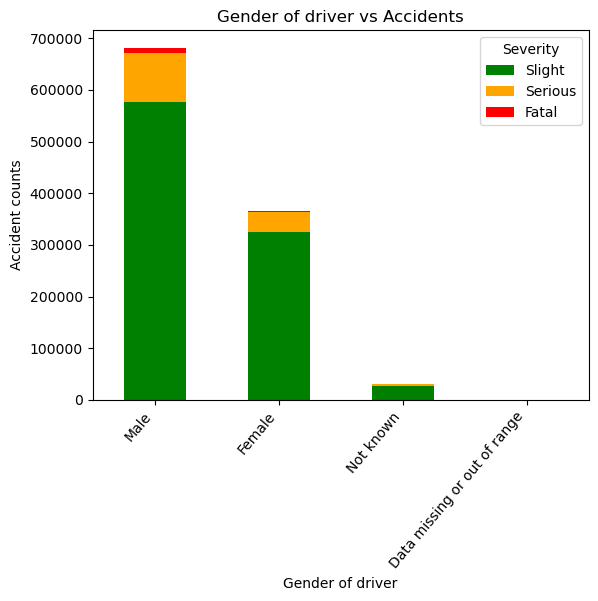 Gender of driver vs Accidents
Severity
Slight
Serious
Fatal
Accident counts
700000
600000
500000
400000
300000
200000
100000
0
Male
Female
Not known
Data missing or out of range
Gender of driver